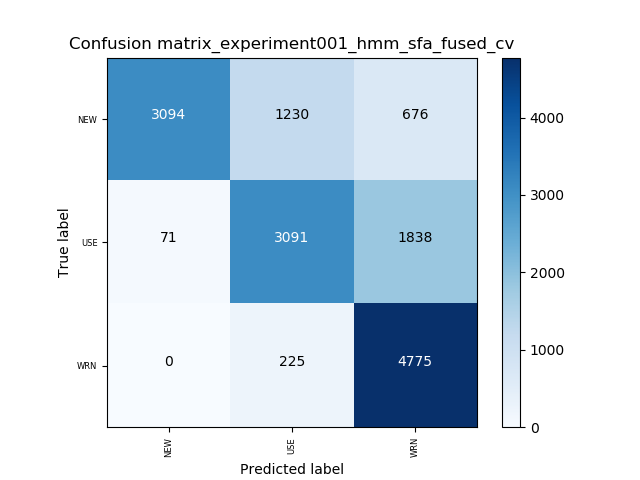 Confusion matrix_experiment001_hmm_sfa_fused_cv
NEW 3094 1230 676
USE 71 3091 1838
WRN 0 225 4775
NEW USE WRN
True label
Predicted label
4000
3000
2000
1000
0